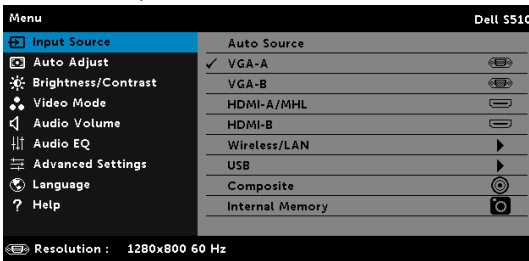 Menu Dell S510
Input Source
Auto Adjust
Brightness/Contrast
Video Mode
Audio Volume
Audio EQ
Advanced Settings
Language
? Help
Auto Source
✓ VGA-A
VGA-B
HDMI-A/MHL
HDMI-B
Wireless/LAN
USB
Composite
Internal Memory
Resolution : 1280x800 60 Hz